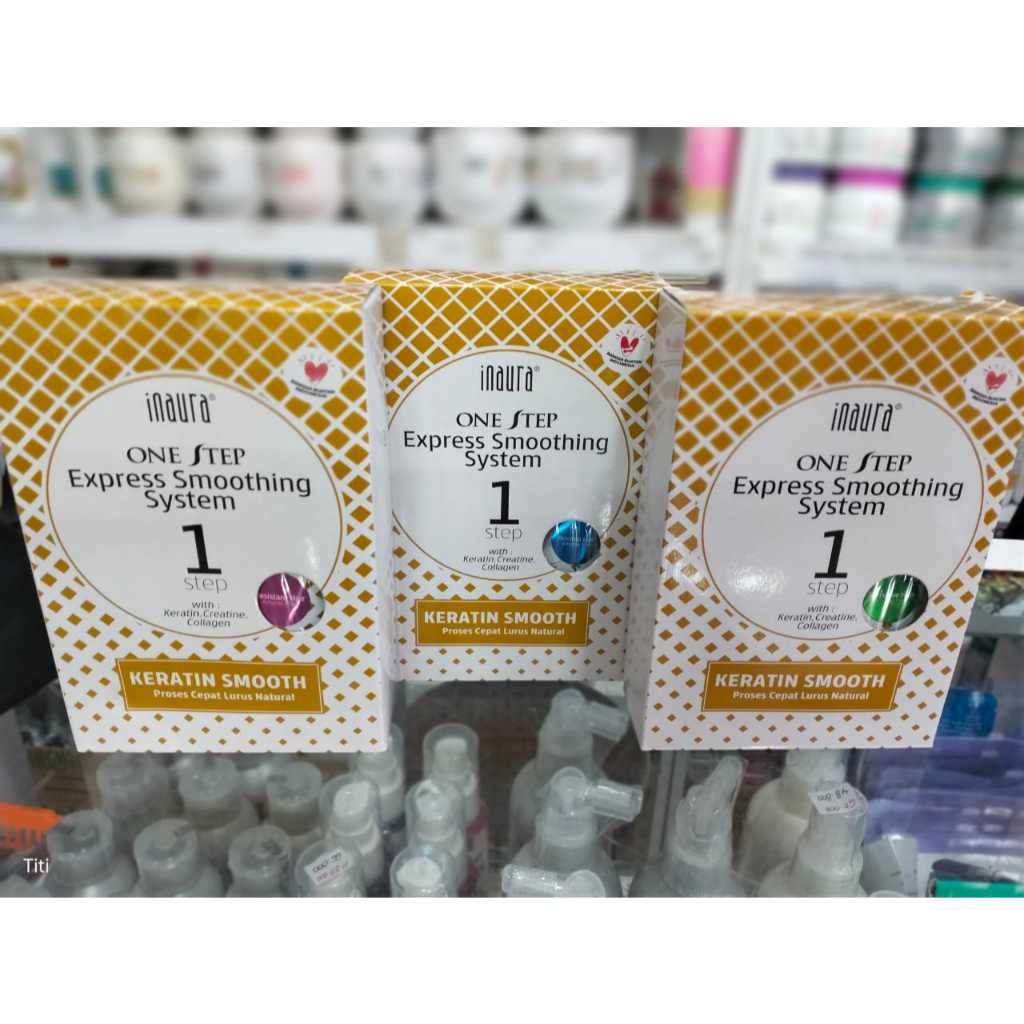 inaura®
ONE STEP
Express Smoothing
System
1
step
with :
Keratin,Creatine,
Collagen
KERATIN SMOOTH
Proses Cepat Lurus Natural
inaura®
ONE STEP
Express Smoothing
System
1
step
with :
Keratin,Creatine,
Collagen
KERATIN SMOOTH
Proses Cepat Lurus Natural
inaura®
ONE STEP
Express Smoothing
System
1
step
with :
Keratin,Creatine,
Collagen
KERATIN SMOOTH
Proses Cepat Lurus Natural
Titi